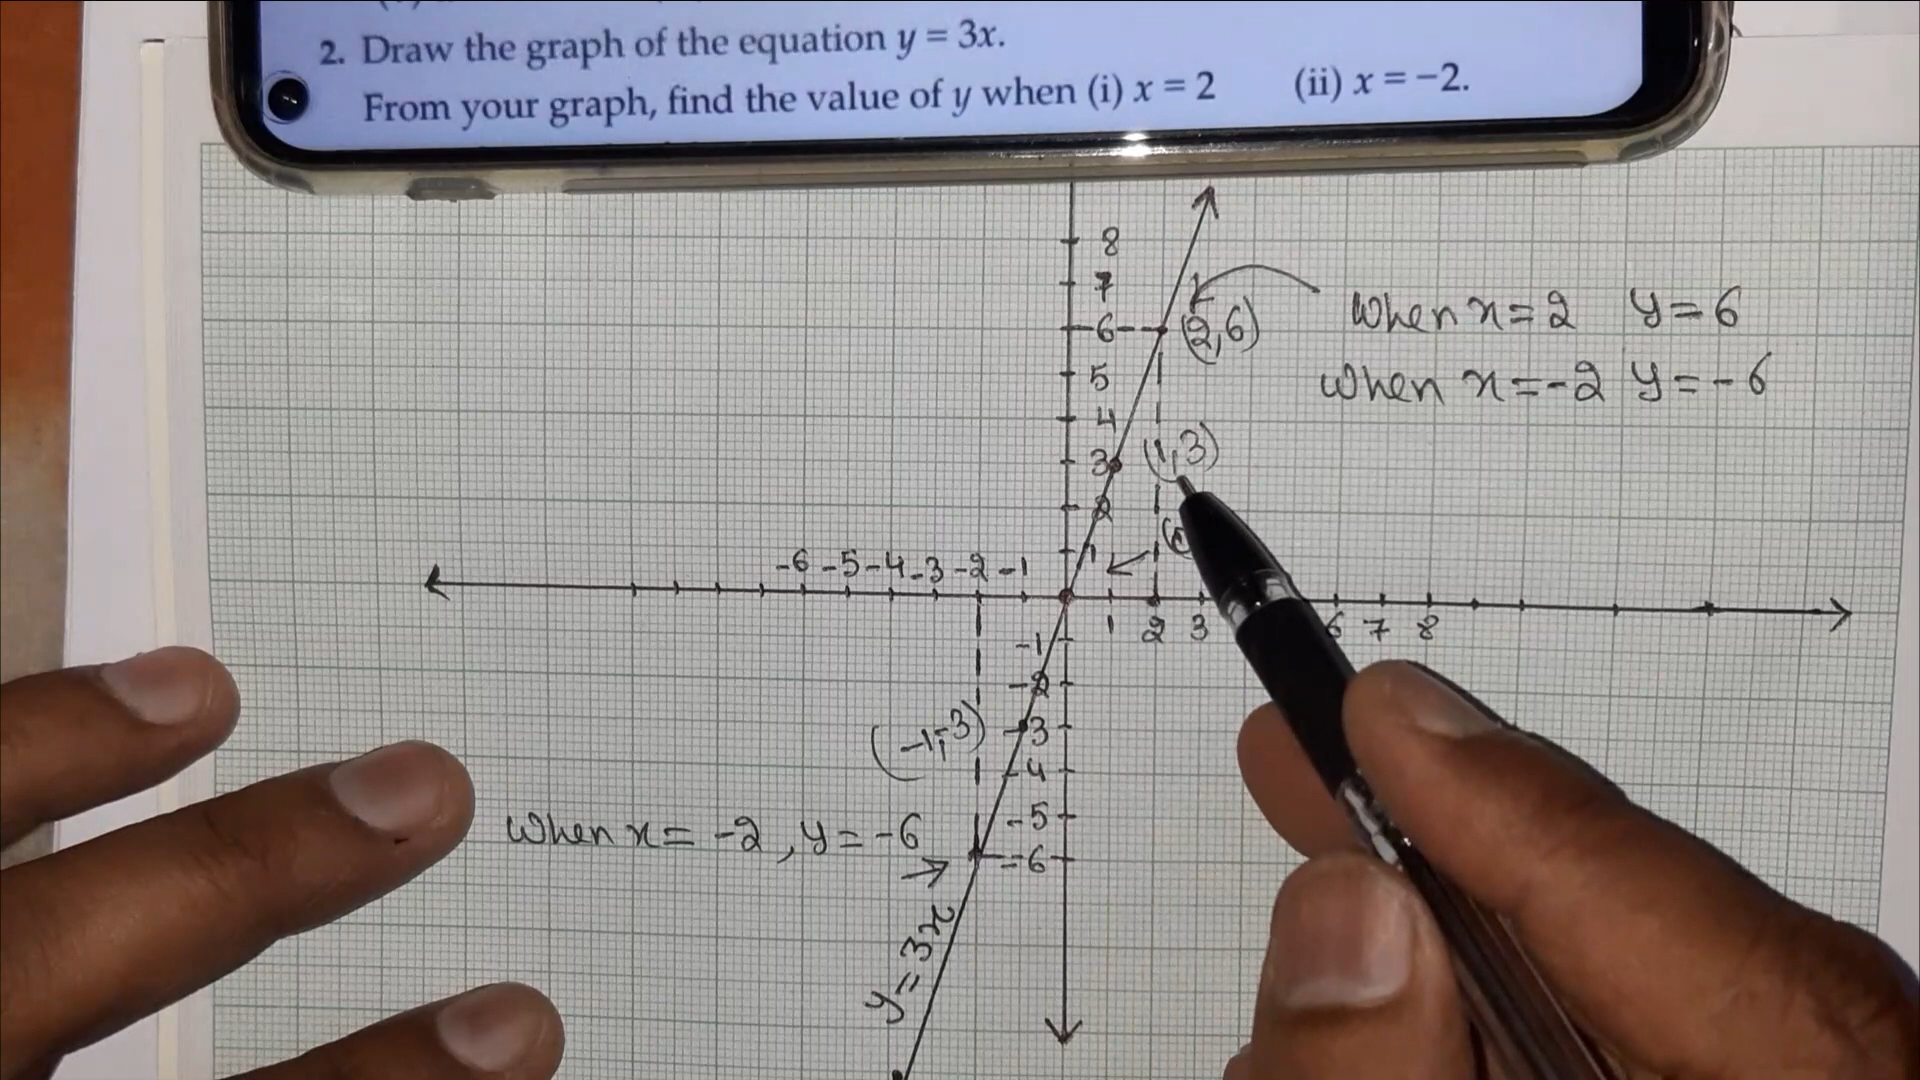 2. Draw the graph of the equation y = 3x.
From your graph, find the value of y when (i) x = 2 (ii) x = -2.
8
7
6
(2,6)
when x=2 y=6
5
when x=-2 y=-6
4
3
(1,3)
2
1
-6 -5 -4 -3 -2 -1
1 2 3 6 7 8
-1
-2
(-1,-3)
-3
-4
-5
when x= -2, y= -6
-6
y=3x